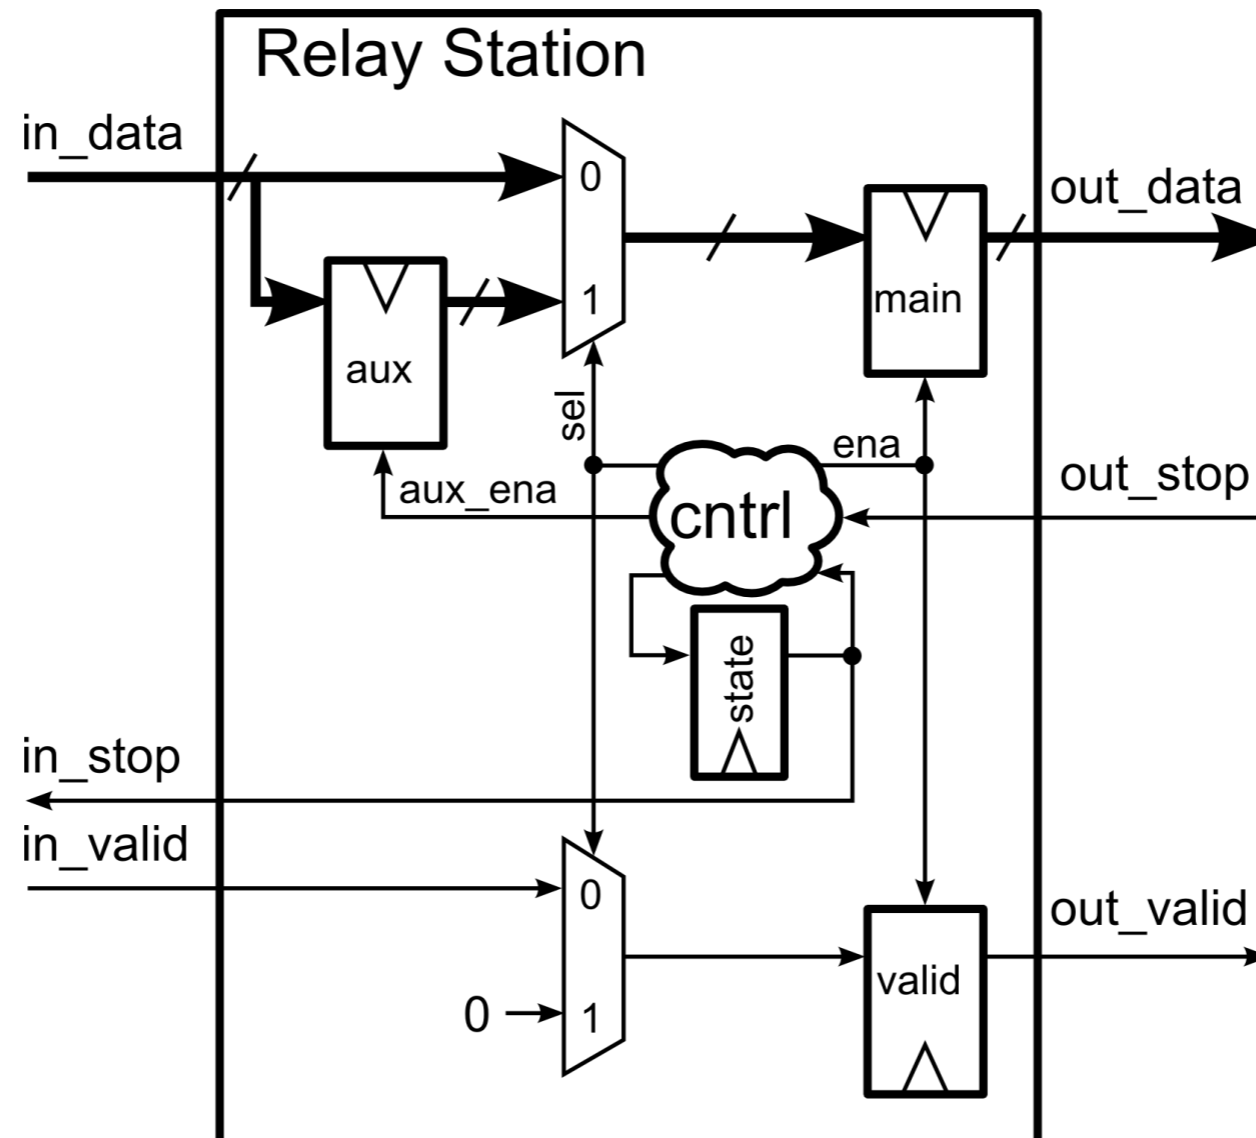 Relay Station
in_data
0
out_data
1
main
aux
sel
ena
out_stop
aux_ena
cntrl
state
in_stop
in_valid
0
out_valid
valid
0
1